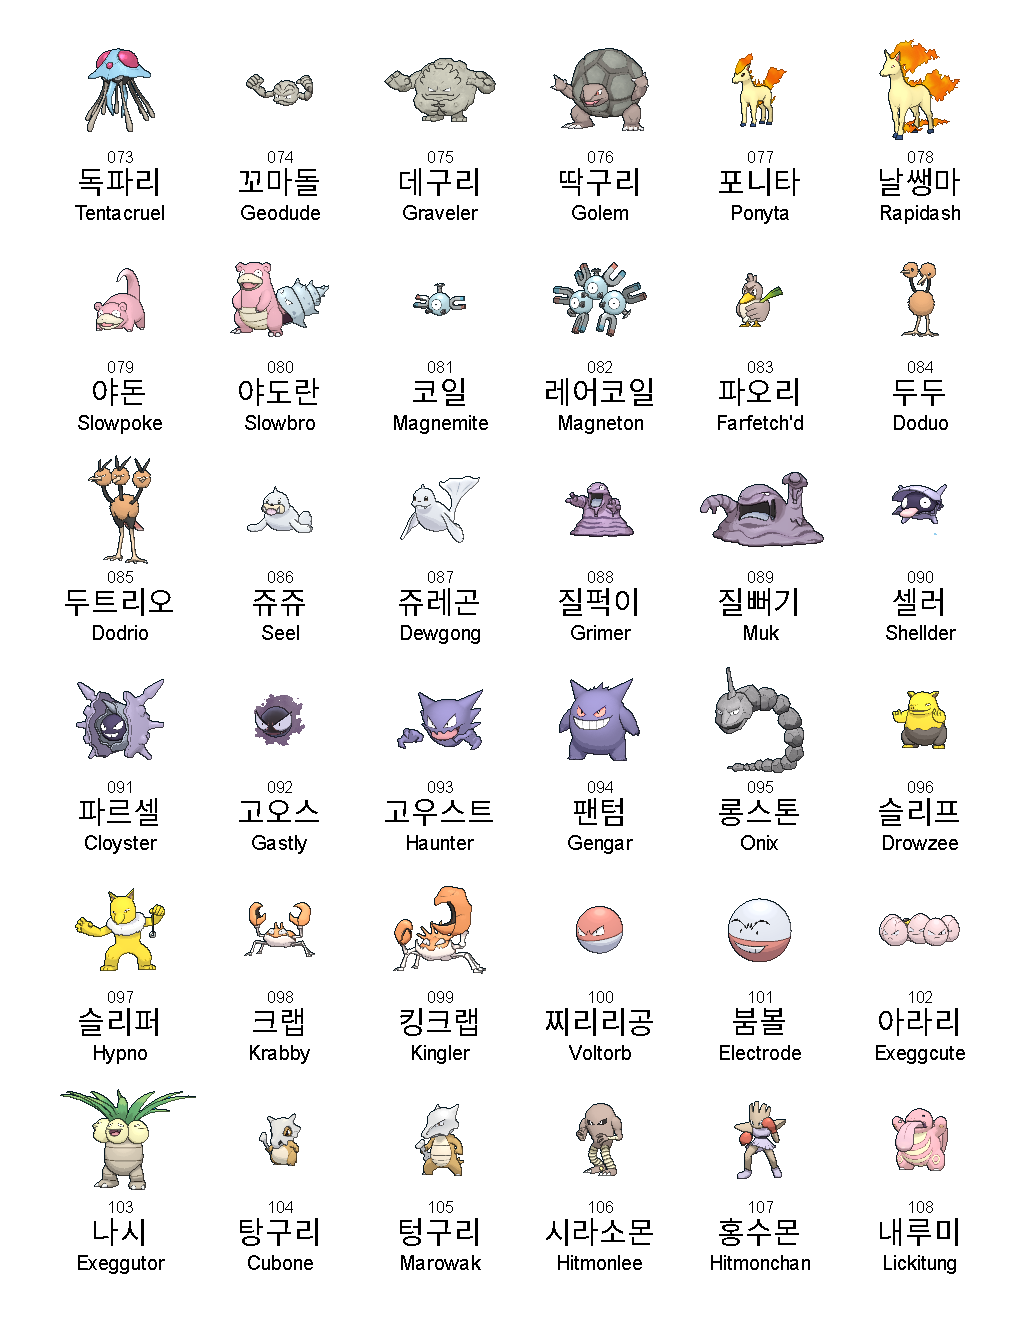 073 074 075 076 077 078
독파리 꼬마돌 데구리 딱구리 포니타 날쌩마
Tentacruel Geodude Graveler Golem Ponyta Rapidash
079 080 081 082 083 084
야돈 야도란 코일 레어코일 파오리 두두
Slowpoke Slowbro Magnemite Magneton Farfetch'd Doduo
085 086 087 088 089 090
두트리오 쥬쥬 쥬레곤 질퍽이 질뻐기 셀러
Dodrio Seel Dewgong Grimer Muk Shellder
091 092 093 094 095 096
파르셀 고오스 고우스트 팬텀 롱스톤 슬리프
Cloyster Gastly Haunter Gengar Onix Drowzee
097 098 099 100 101 102
슬리퍼 크랩 킹크랩 찌리리공 붐볼 아라리
Hypno Krabby Kingler Voltorb Electrode Exeggcute
103 104 105 106 107 108
나시 탕구리 텅구리 시라소몬 홍수몬 내루미
Exeggutor Cubone Marowak Hitmonlee Hitmonchan Lickitung